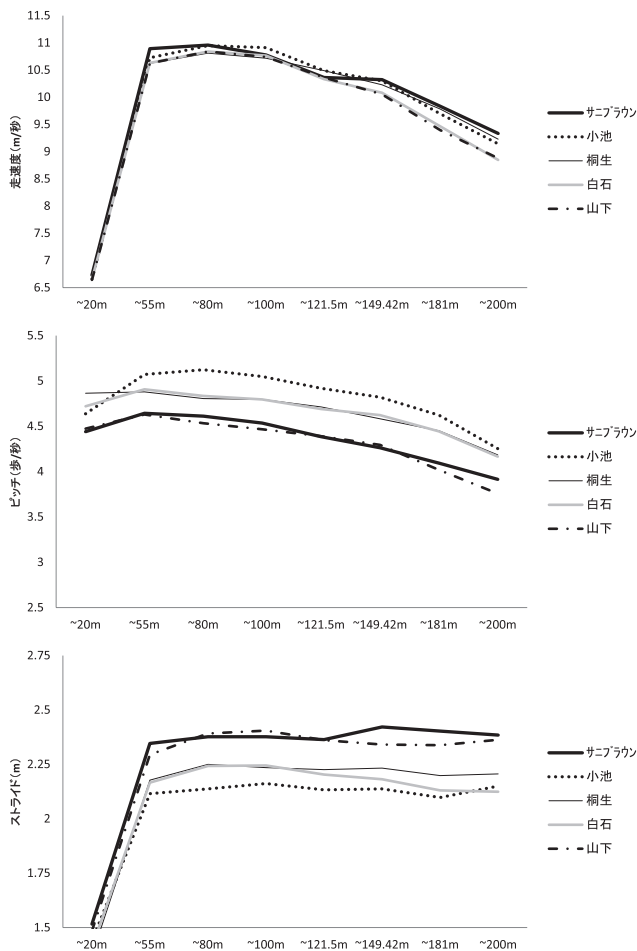 11.5
11
10.5
10
9.5
9
8.5
8
7.5
7
6.5
走速度(m/秒)
~20m ~55m ~80m ~100m ~121.5m ~149.42m ~181m ~200m
サニブラウン
小池
桐生
白石
山下
5.5
5
4.5
4
3.5
3
2.5
ピッチ(歩/秒)
~20m ~55m ~80m ~100m ~121.5m ~149.42m ~181m ~200m
サニブラウン
小池
桐生
白石
山下
2.75
2.5
2.25
2
1.75
1.5
ストライド(m)
~20m ~55m ~80m ~100m ~121.5m ~149.42m ~181m ~200m
サニブラウン
小池
桐生
白石
山下